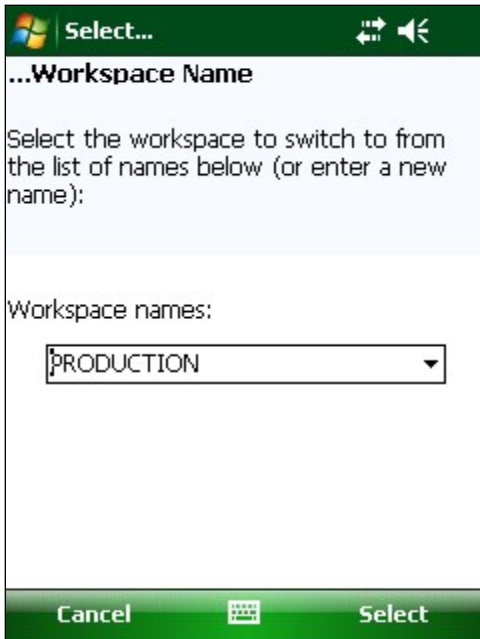 Select...
...Workspace Name
Select the workspace to switch to from
the list of names below (or enter a new
name):
Workspace names:
PRODUCTION
Cancel Select